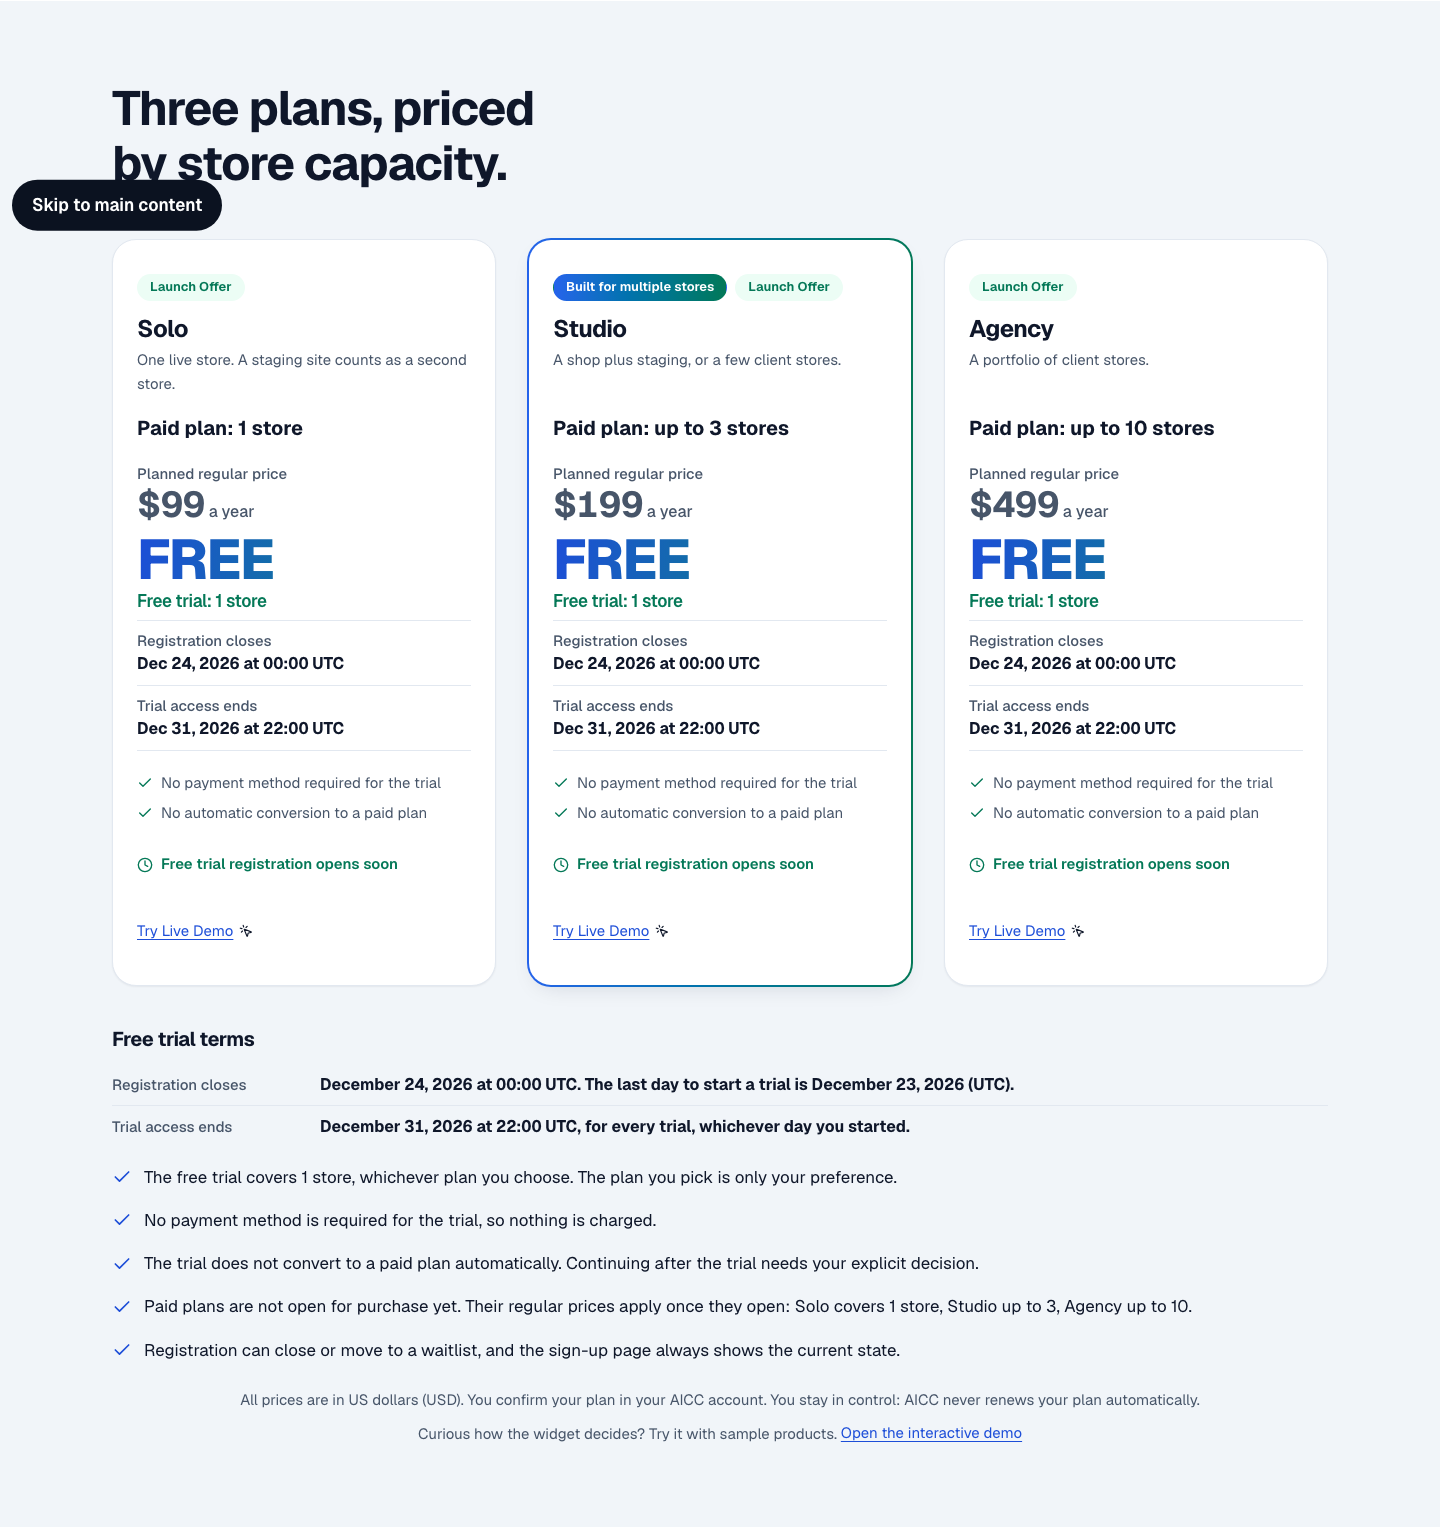 Three plans, priced
by store capacity.
Skip to main content
Launch Offer
Solo
One live store. A staging site counts as a second
store.
Paid plan: 1 store
Planned regular price
$99 a year
FREE
Free trial: 1 store
Registration closes
Dec 24, 2026 at 00:00 UTC
Trial access ends
Dec 31, 2026 at 22:00 UTC
No payment method required for the trial
No automatic conversion to a paid plan
Free trial registration opens soon
Try Live Demo
Built for multiple stores
Launch Offer
Studio
A shop plus staging, or a few client stores.
Paid plan: up to 3 stores
Planned regular price
$199 a year
FREE
Free trial: 1 store
Registration closes
Dec 24, 2026 at 00:00 UTC
Trial access ends
Dec 31, 2026 at 22:00 UTC
No payment method required for the trial
No automatic conversion to a paid plan
Free trial registration opens soon
Try Live Demo
Launch Offer
Agency
A portfolio of client stores.
Paid plan: up to 10 stores
Planned regular price
$499 a year
FREE
Free trial: 1 store
Registration closes
Dec 24, 2026 at 00:00 UTC
Trial access ends
Dec 31, 2026 at 22:00 UTC
No payment method required for the trial
No automatic conversion to a paid plan
Free trial registration opens soon
Try Live Demo
Free trial terms
Registration closes
December 24, 2026 at 00:00 UTC. The last day to start a trial is December 23, 2026 (UTC).
Trial access ends
December 31, 2026 at 22:00 UTC, for every trial, whichever day you started.
The free trial covers 1 store, whichever plan you choose. The plan you pick is only your preference.
No payment method is required for the trial, so nothing is charged.
The trial does not convert to a paid plan automatically. Continuing after the trial needs your explicit decision.
Paid plans are not open for purchase yet. Their regular prices apply once they open: Solo covers 1 store, Studio up to 3, Agency up to 10.
Registration can close or move to a waitlist, and the sign-up page always shows the current state.
All prices are in US dollars (USD). You confirm your plan in your AICC account. You stay in control: AICC never renews your plan automatically.
Curious how the widget decides? Try it with sample products. Open the interactive demo